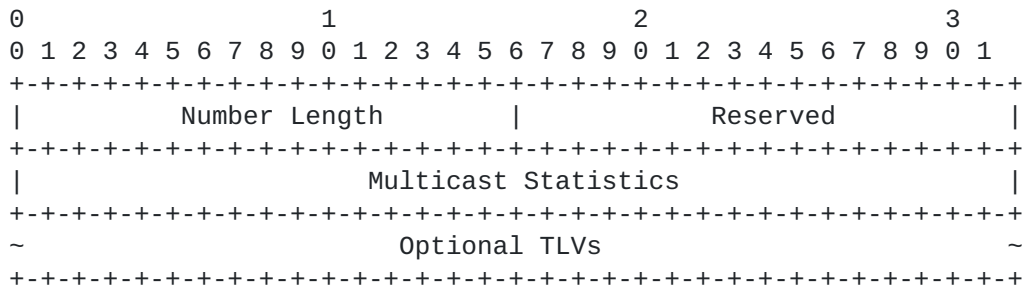 0                   1                   2                   3
0 1 2 3 4 5 6 7 8 9 0 1 2 3 4 5 6 7 8 9 0 1 2 3 4 5 6 7 8 9 0 1
+-+-+-+-+-+-+-+-+-+-+-+-+-+-+-+-+-+-+-+-+-+-+-+-+-+-+-+-+-+-+-+-+
|          Number Length        |            Reserved           |
+-+-+-+-+-+-+-+-+-+-+-+-+-+-+-+-+-+-+-+-+-+-+-+-+-+-+-+-+-+-+-+-+
|                      Multicast Statistics                     |
+-+-+-+-+-+-+-+-+-+-+-+-+-+-+-+-+-+-+-+-+-+-+-+-+-+-+-+-+-+-+-+-+
~                        Optional TLVs                          ~
+-+-+-+-+-+-+-+-+-+-+-+-+-+-+-+-+-+-+-+-+-+-+-+-+-+-+-+-+-+-+-+-+